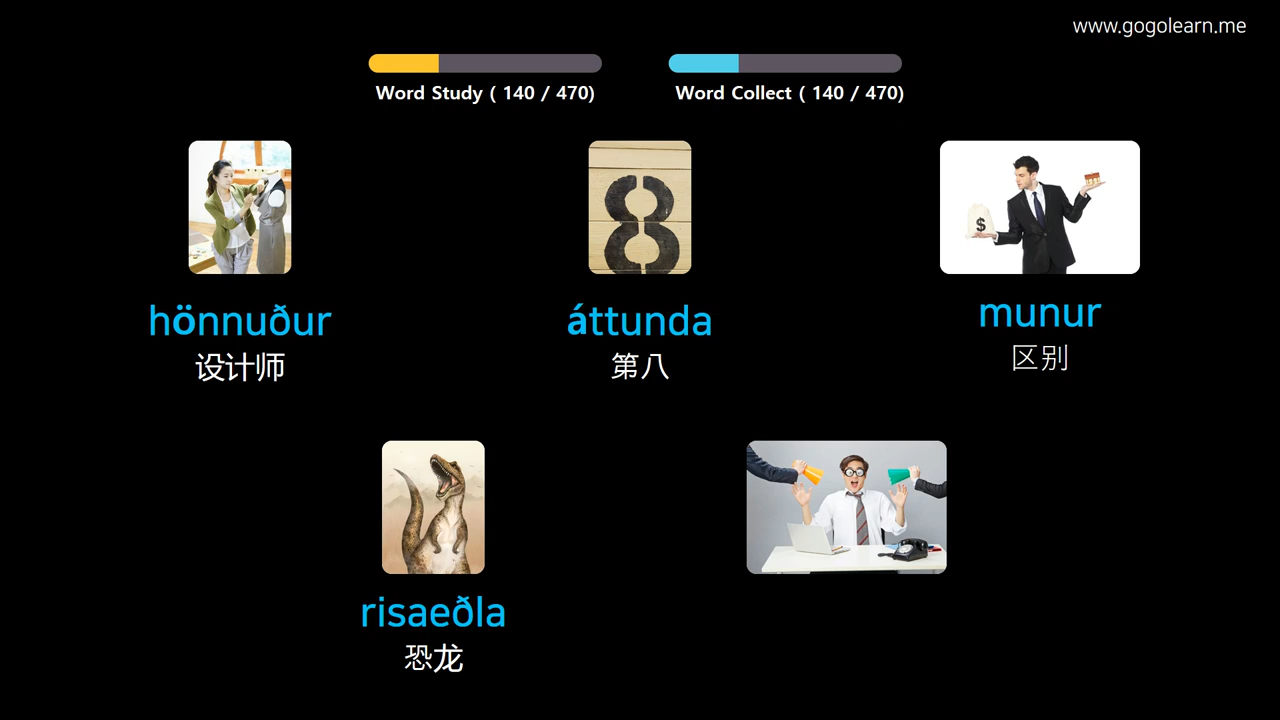 www.gogolearn.me
Word Study ( 140 / 470)
Word Collect ( 140 / 470)
8
$
hönnuður
设计师
áttunda
第八
munur
区别
risaeðla
恐龙